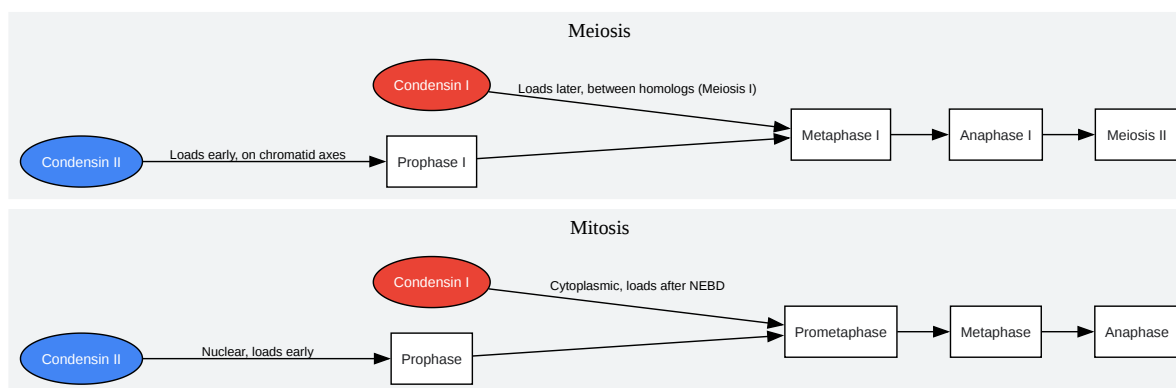 Meiosis
Condensin I
Loads later, between homologs (Meiosis I)
Metaphase I
Anaphase I
Meiosis II
Condensin II
Loads early, on chromatid axes
Prophase I
Mitosis
Condensin I
Cytoplasmic, loads after NEBD
Prometaphase
Metaphase
Anaphase
Condensin II
Nuclear, loads early
Prophase